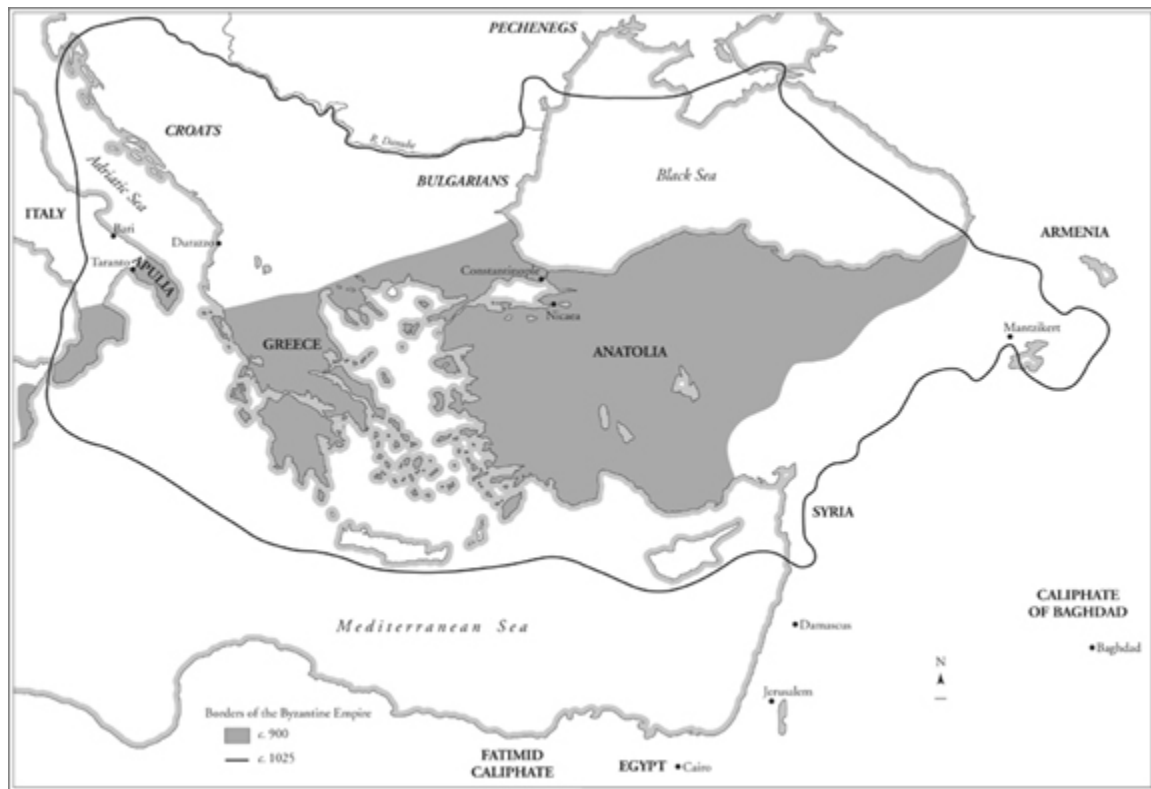 PECHENEGS
CROATS
R. Danube
BULGARIANS
Black Sea
Adriatic Sea
ITALY
Bari
Durazzo
ARMENIA
Taranto
APULIA
Constantinople
Nicaea
Mantzikert
GREECE
ANATOLIA
SYRIA
CALIPHATE
OF BAGHDAD
Mediterranean Sea
Damascus
Baghdad
N
Jerusalem
Borders of the Byzantine Empire
c. 900
c. 1025
FATIMID
CALIPHATE
EGYPT
Cairo